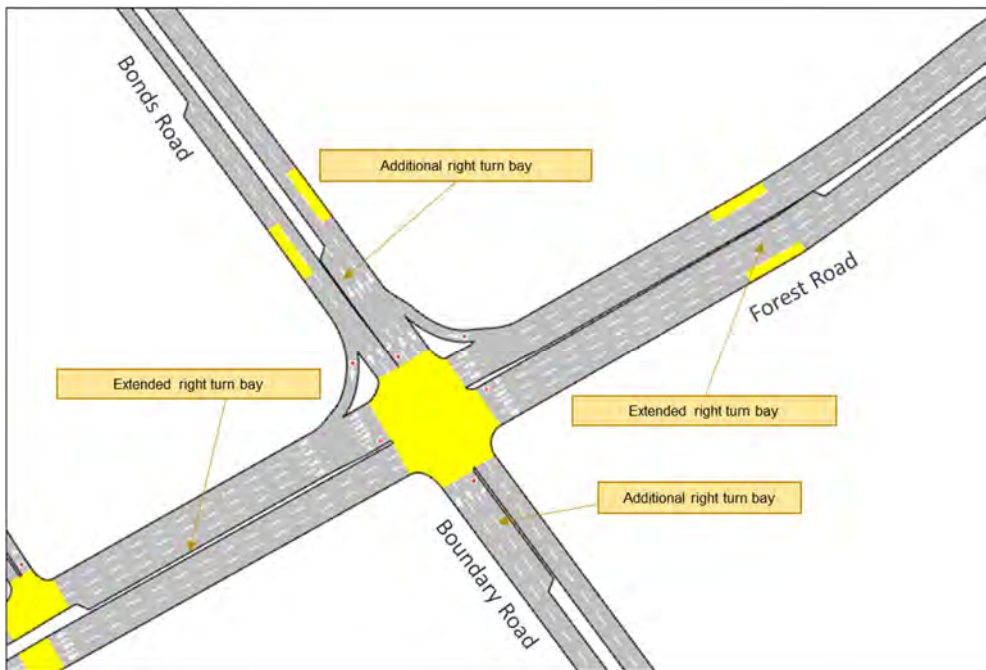 Bonds Road
Additional right turn bay
Forest Road
Extended right turn bay
Extended right turn bay
Additional right turn bay
Boundary Road